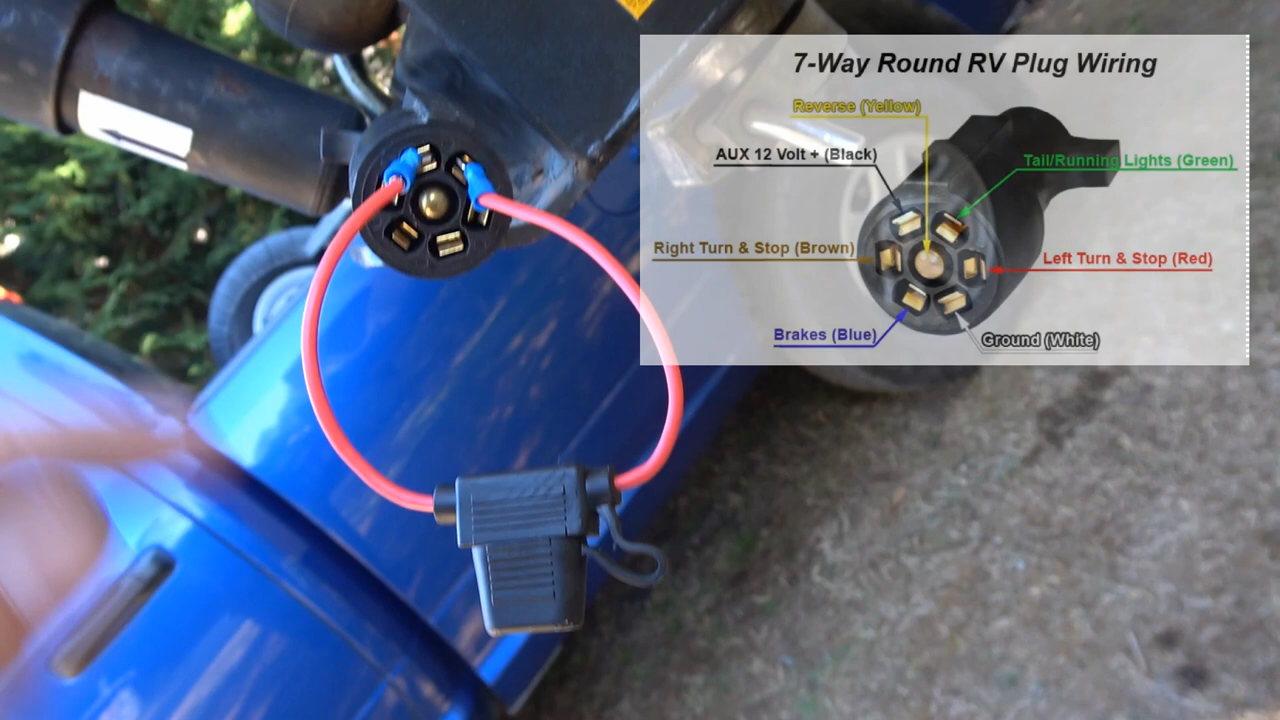 7-Way Round RV Plug Wiring
Reverse (Yellow)
AUX 12 Volt + (Black)
Tail/Running Lights (Green)
Right Turn & Stop (Brown)
Left Turn & Stop (Red)
Brakes (Blue)
Ground (White)